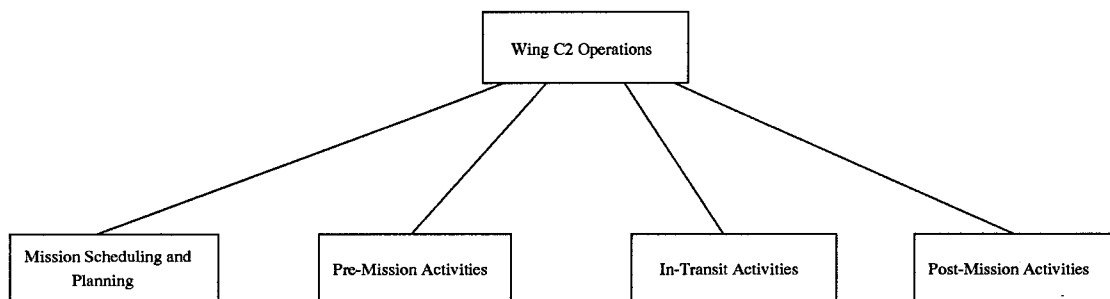 Wing C2 Operations
Mission Scheduling and
Planning
Pre-Mission Activities
In-Transit Activities
Post-Mission Activities